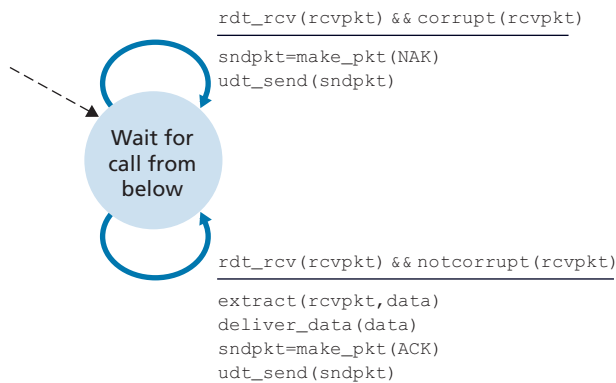 rdt_rcv(rcvpkt) && corrupt(rcvpkt)
sndpkt=make_pkt(NAK)
udt_send(sndpkt)
Wait for
call from
below
rdt_rcv(rcvpkt) && notcorrupt(rcvpkt)
extract(rcvpkt,data)
deliver_data(data)
sndpkt=make_pkt(ACK)
udt_send(sndpkt)